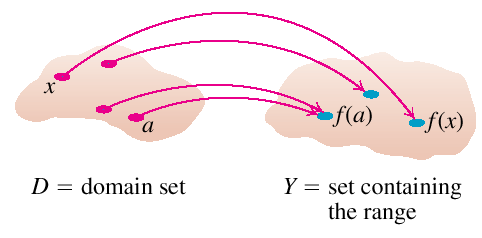 x
a
f(a)
f(x)
D = domain set
Y = set containing
the range